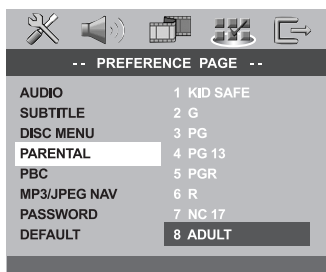 -- PREFERENCE PAGE --
AUDIO 1 KID SAFE
SUBTITLE 2 G
DISC MENU 3 PG
PARENTAL 4 PG 13
PBC 5 PGR
MP3/JPEG NAV 6 R
PASSWORD 7 NC 17
DEFAULT 8 ADULT